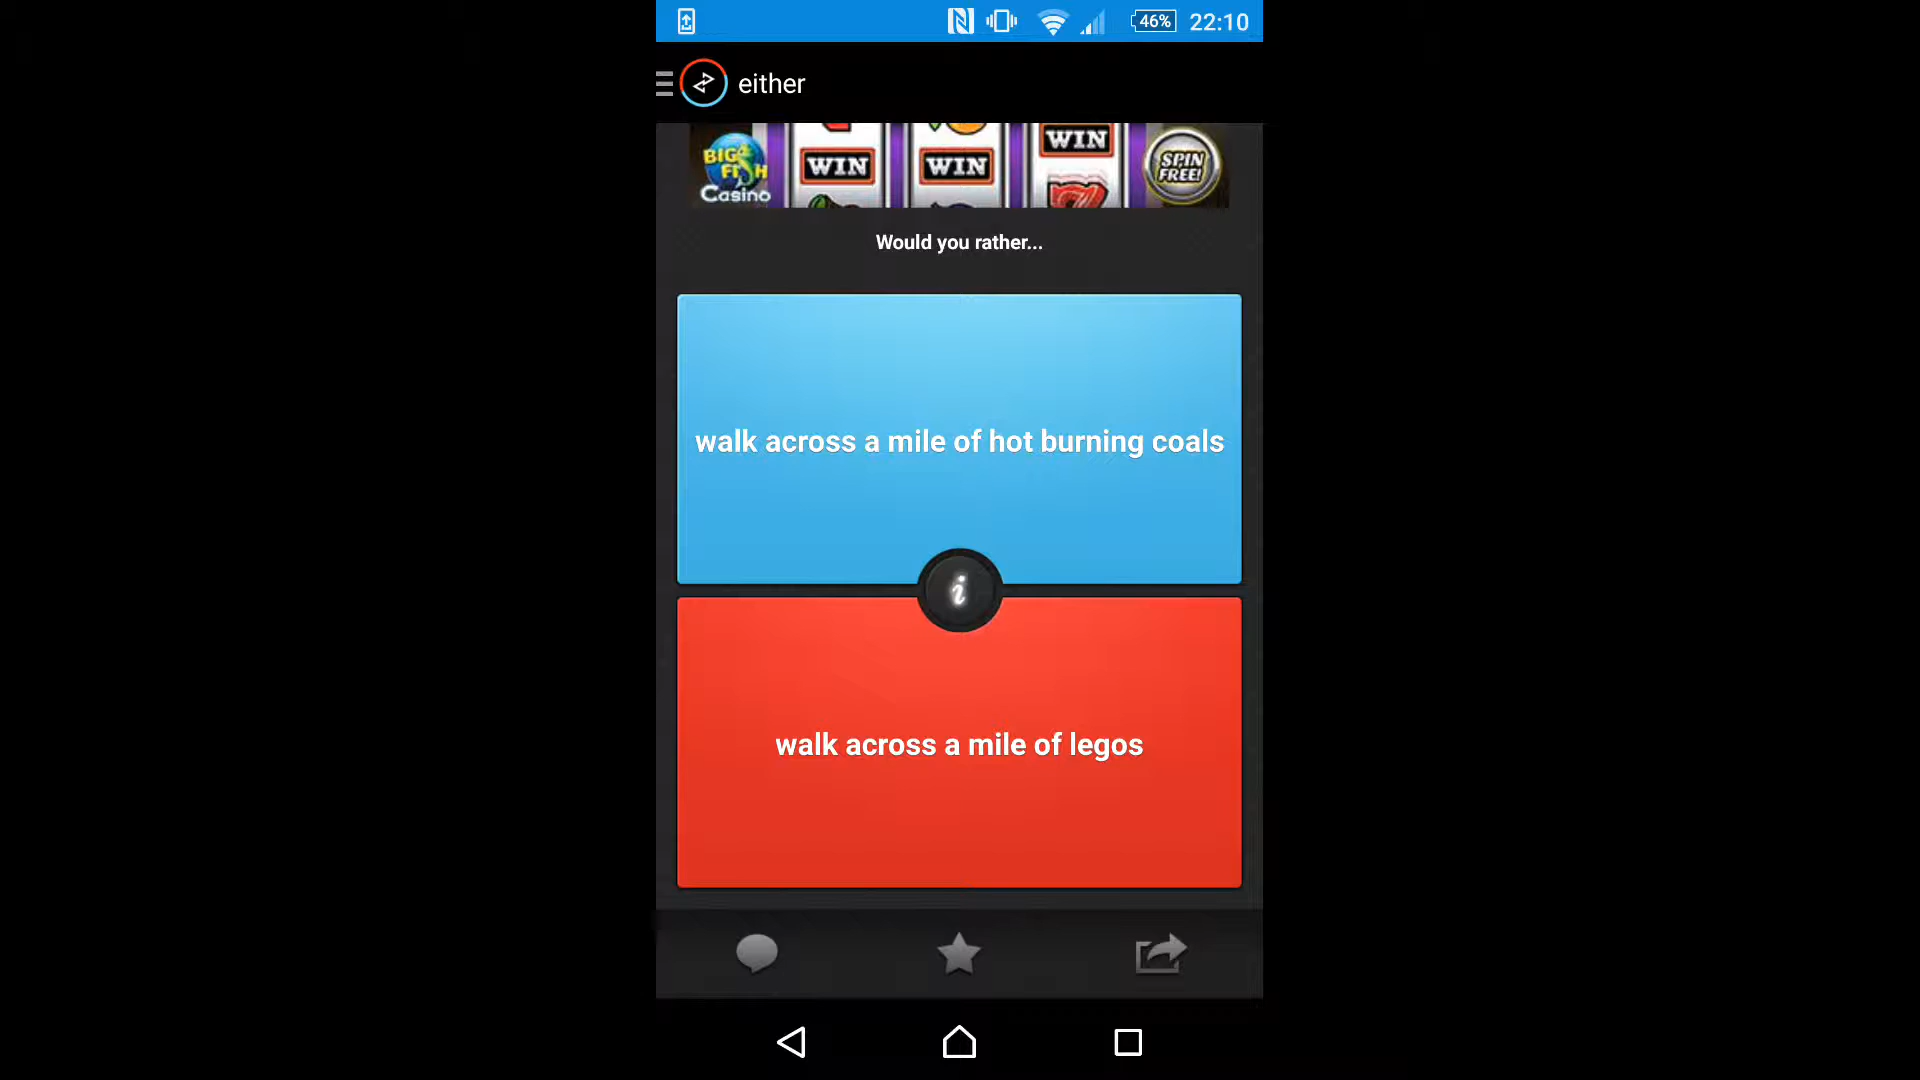 46% 22:10
either
BIG FISH Casino
WIN WIN WIN
7
SPIN FREE!
Would you rather...
walk across a mile of hot burning coals
i
walk across a mile of legos